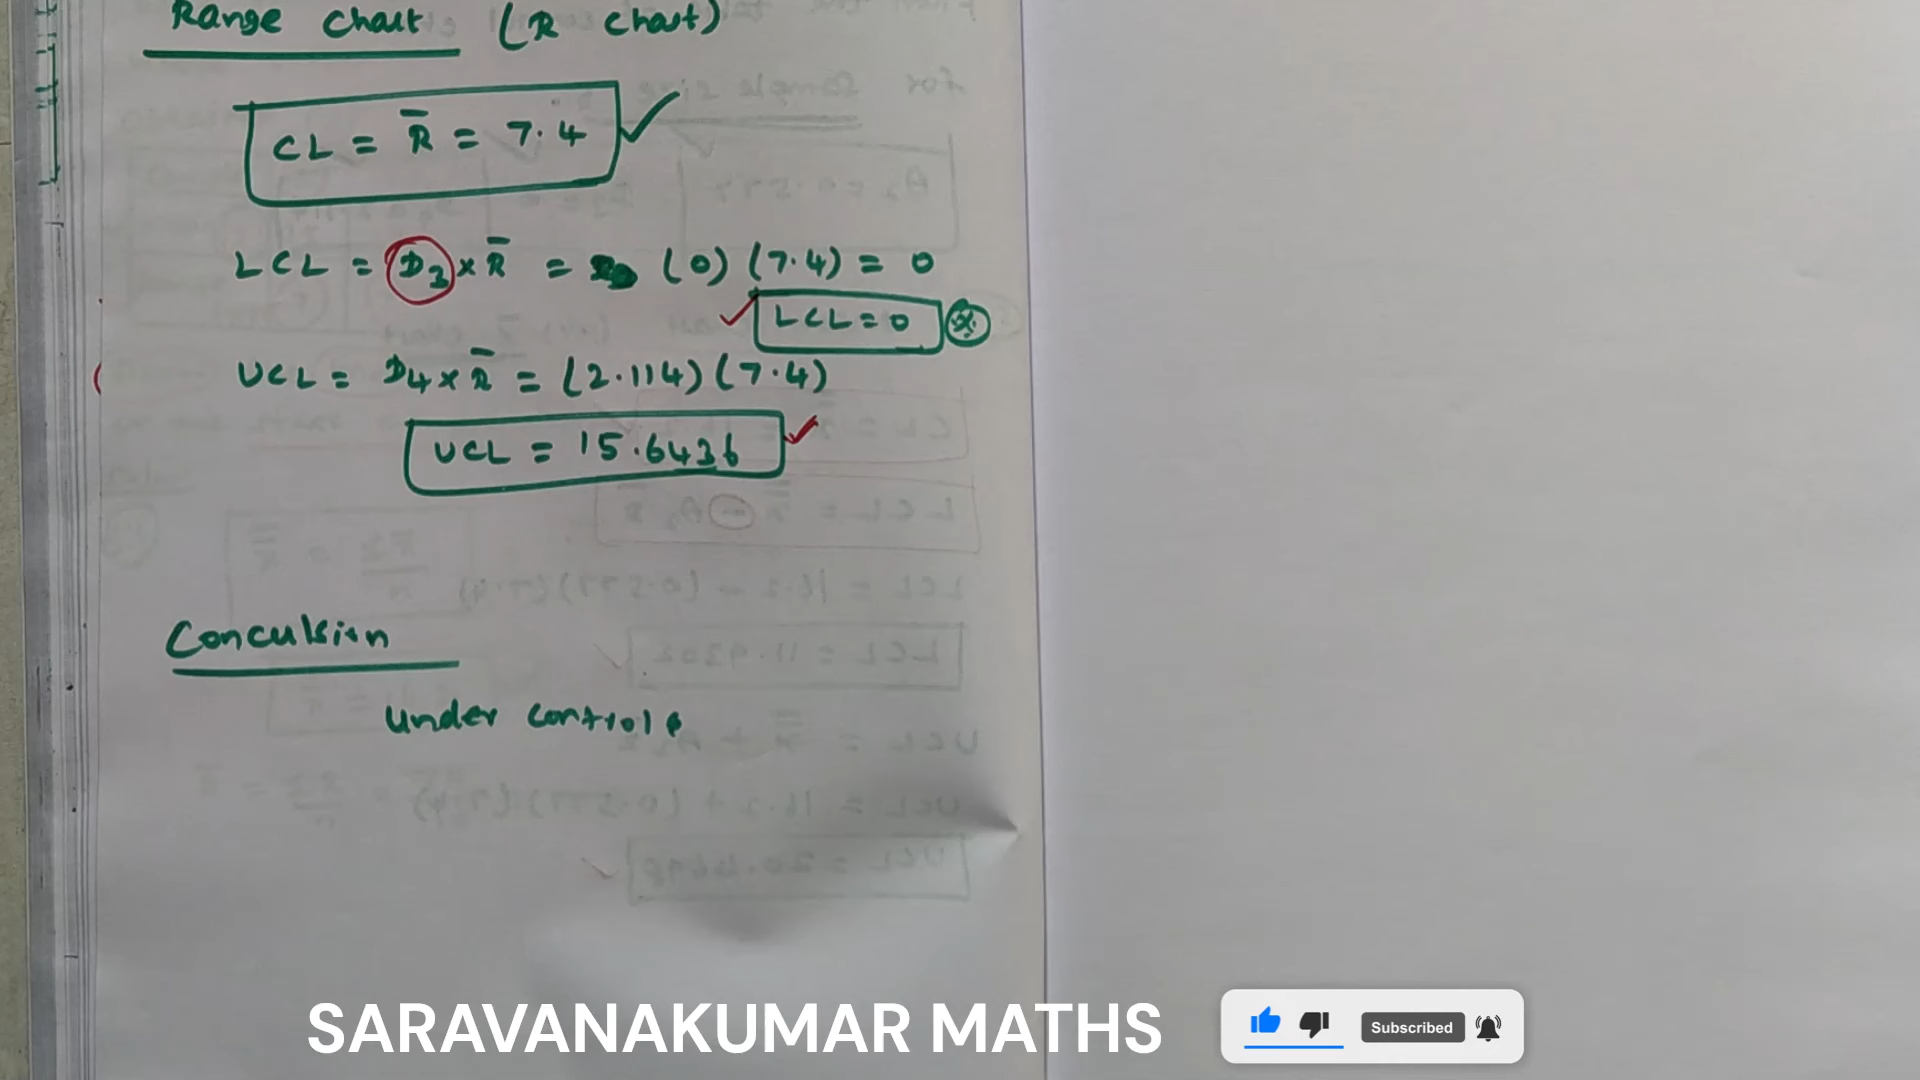 Range Chart (R Chart)
CL = R̄ = 7.4
LCL = D3 × R̄ = (0) (7.4) = 0
LCL = 0
UCL = D4 × R̄ = (2.114) (7.4)
UCL = 15.6436
Conculsion
under control
SARAVANAKUMAR MATHS
Subscribed